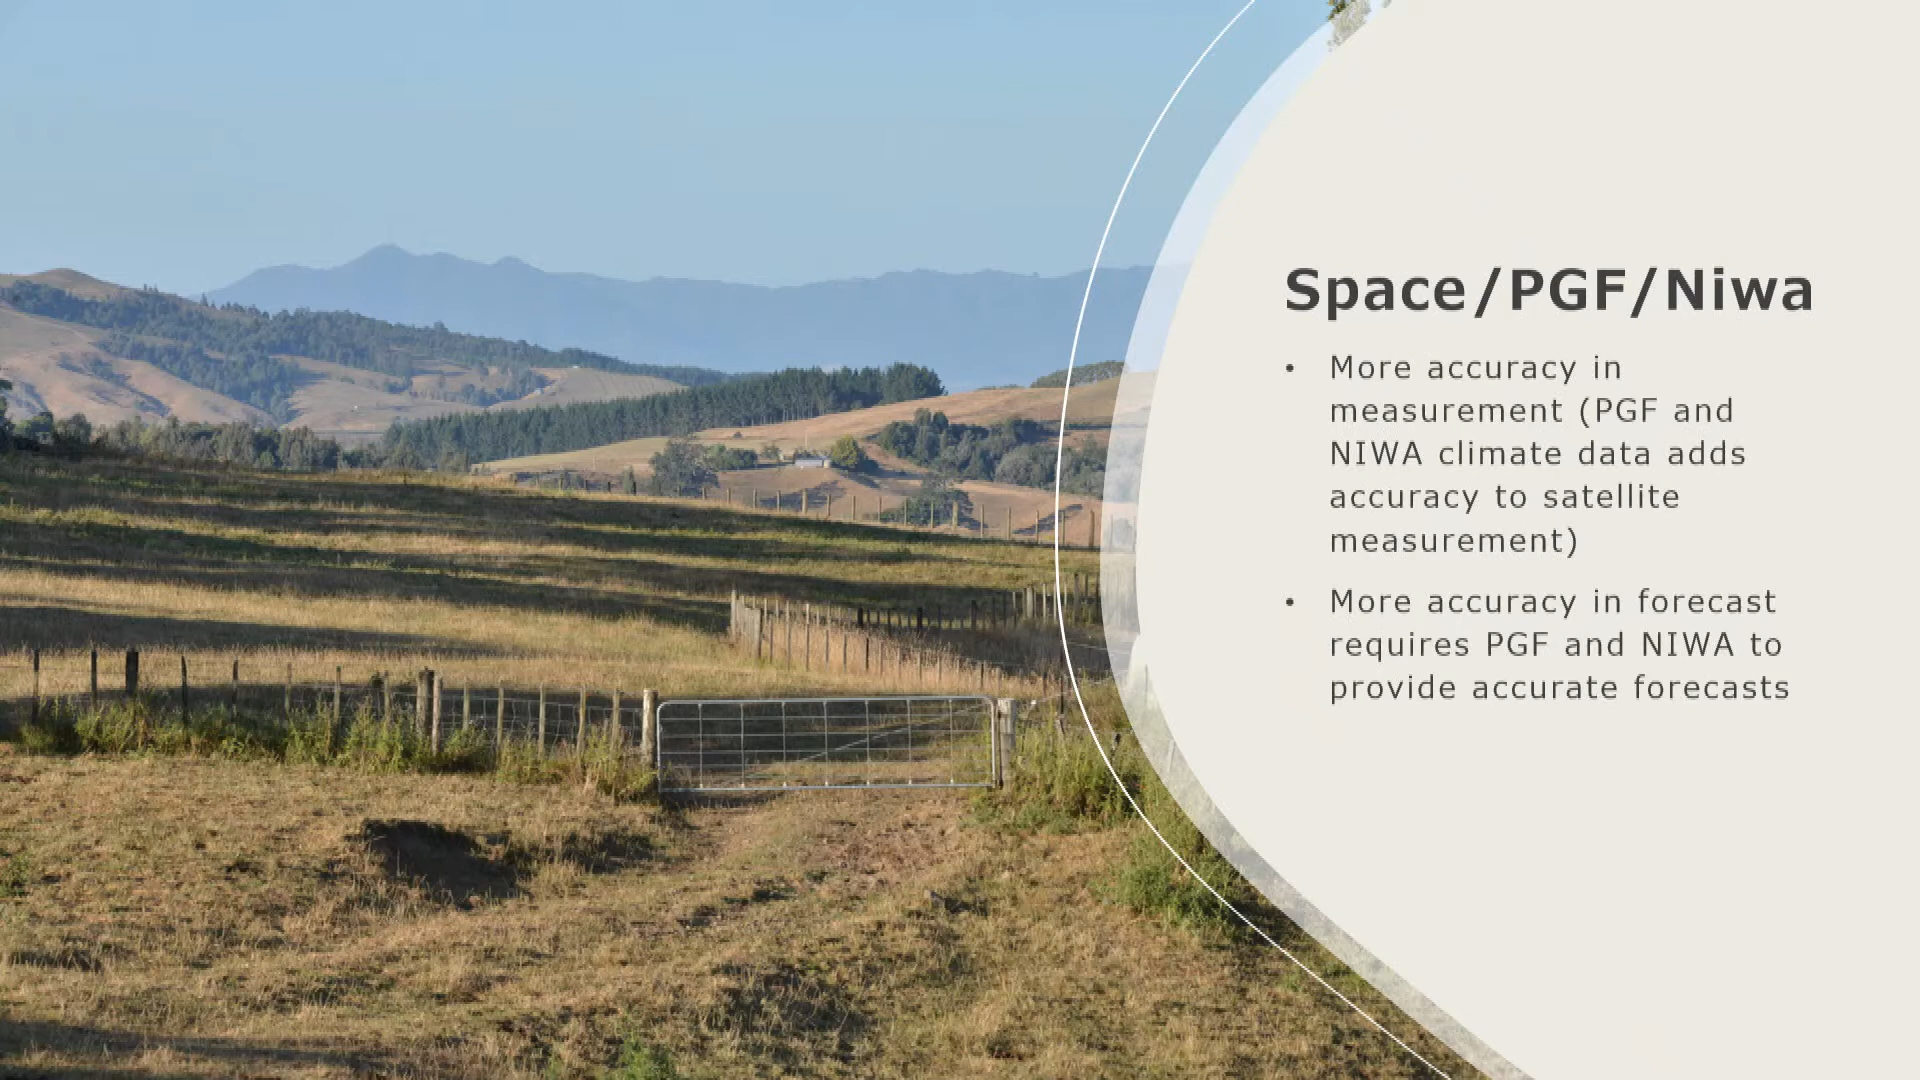 Space/PGF/Niwa
• More accuracy in
measurement (PGF and
NIWA climate data adds
accuracy to satellite
measurement)
• More accuracy in forecast
requires PGF and NIWA to
provide accurate forecasts